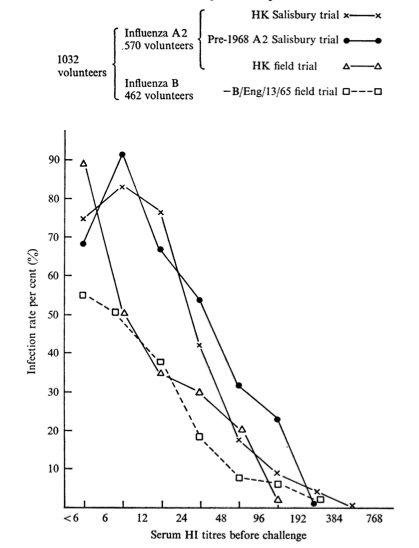 HK Salisbury trial
Influenza A2
.570 volunteers
Pre-1968 A2 Salisbury trial
1032
volunteers
HK field trial
Influenza B
462 volunteers
–B/Eng/13/65 field trial
90
80
70
60
50
40
30
20
10
Infection rate per cent (%)
<6 6 12 24 48 96 192 384 768
Serum HI titres before challenge